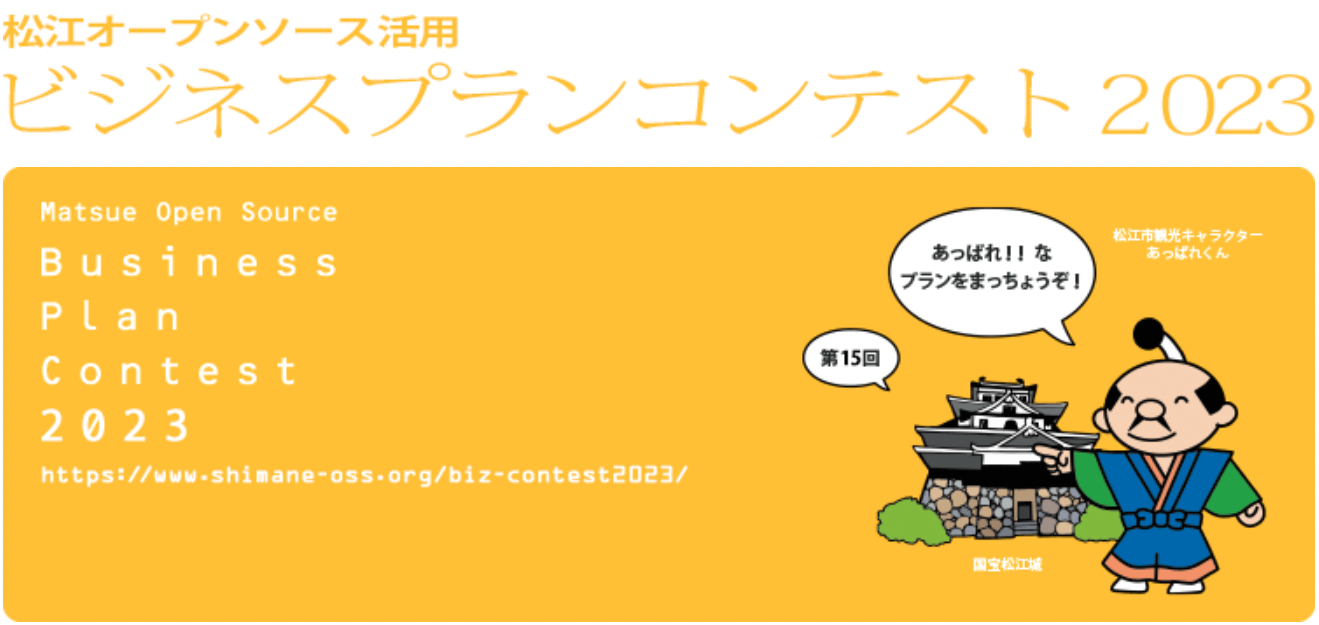 松江オープンソース活用
ビジネスプランコンテスト 2023
Matsue Open Source
Business
Plan
Contest
2023
https://www.shimane-oss.org/biz-contest2023/
あっぱれ!! な
プランをまっちょうぞ!
第15回
松江市観光キャラクター
あっぱれくん
国宝松江城